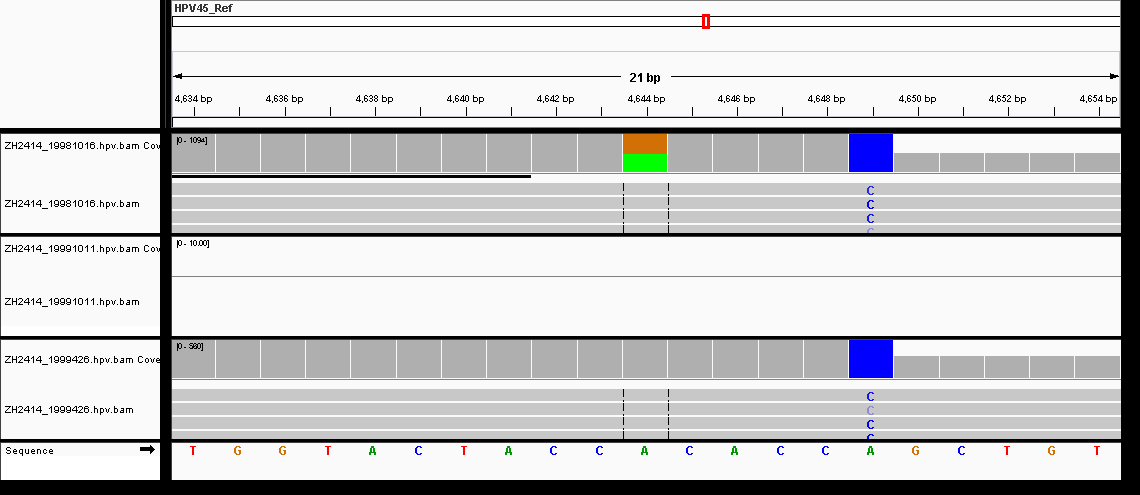 HPV45_Ref
21 bp
4,634 bp 4,636 bp 4,638 bp 4,640 bp 4,642 bp 4,644 bp 4,646 bp 4,648 bp 4,650 bp 4,652 bp 4,654 bp
ZH2414_19981016.hpv.bam Cov
[0 - 1094]
ZH2414_19981016.hpv.bam
C
C
C
C
ZH2414_19991011.hpv.bam Cov
[0 - 10.00]
ZH2414_19991011.hpv.bam
ZH2414_1999426.hpv.bam Cove
[0 - 560]
ZH2414_1999426.hpv.bam
C
C
C
C
Sequence T G G T A C T A C C A C A C C A G C T G T